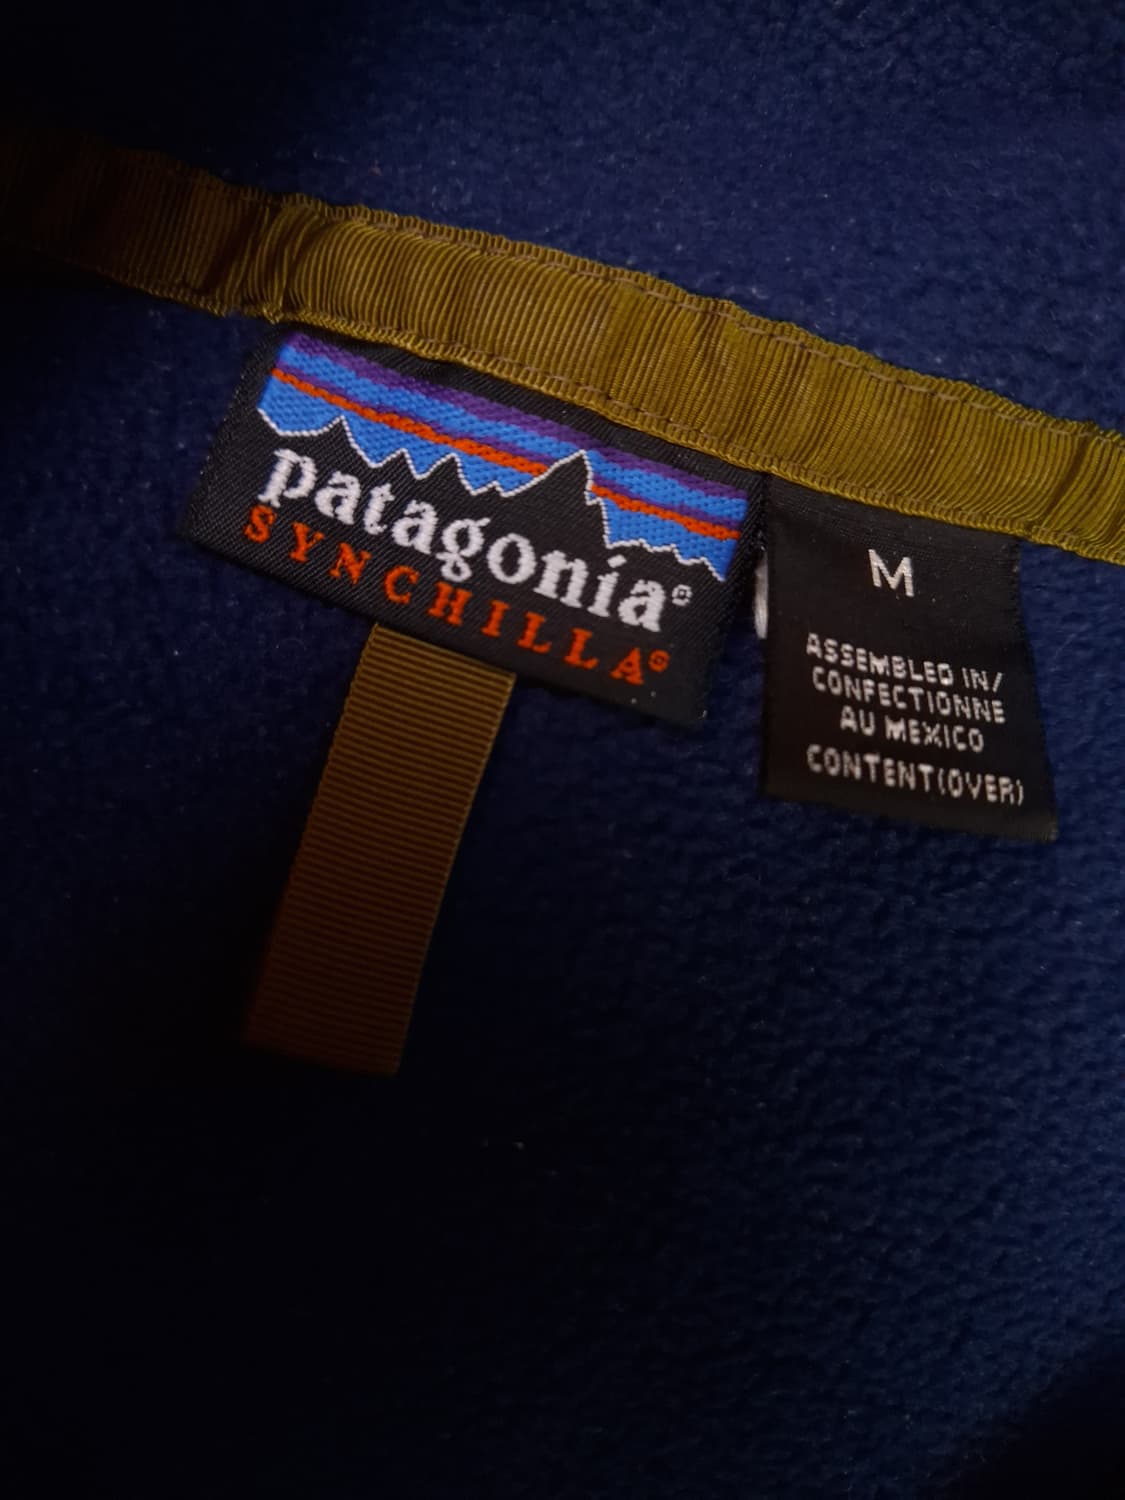 patagonia®
SYNCHILLA®
M
ASSEMBLED IN/
CONFECTIONNE
AU MEXICO
CONTENT(OVER)